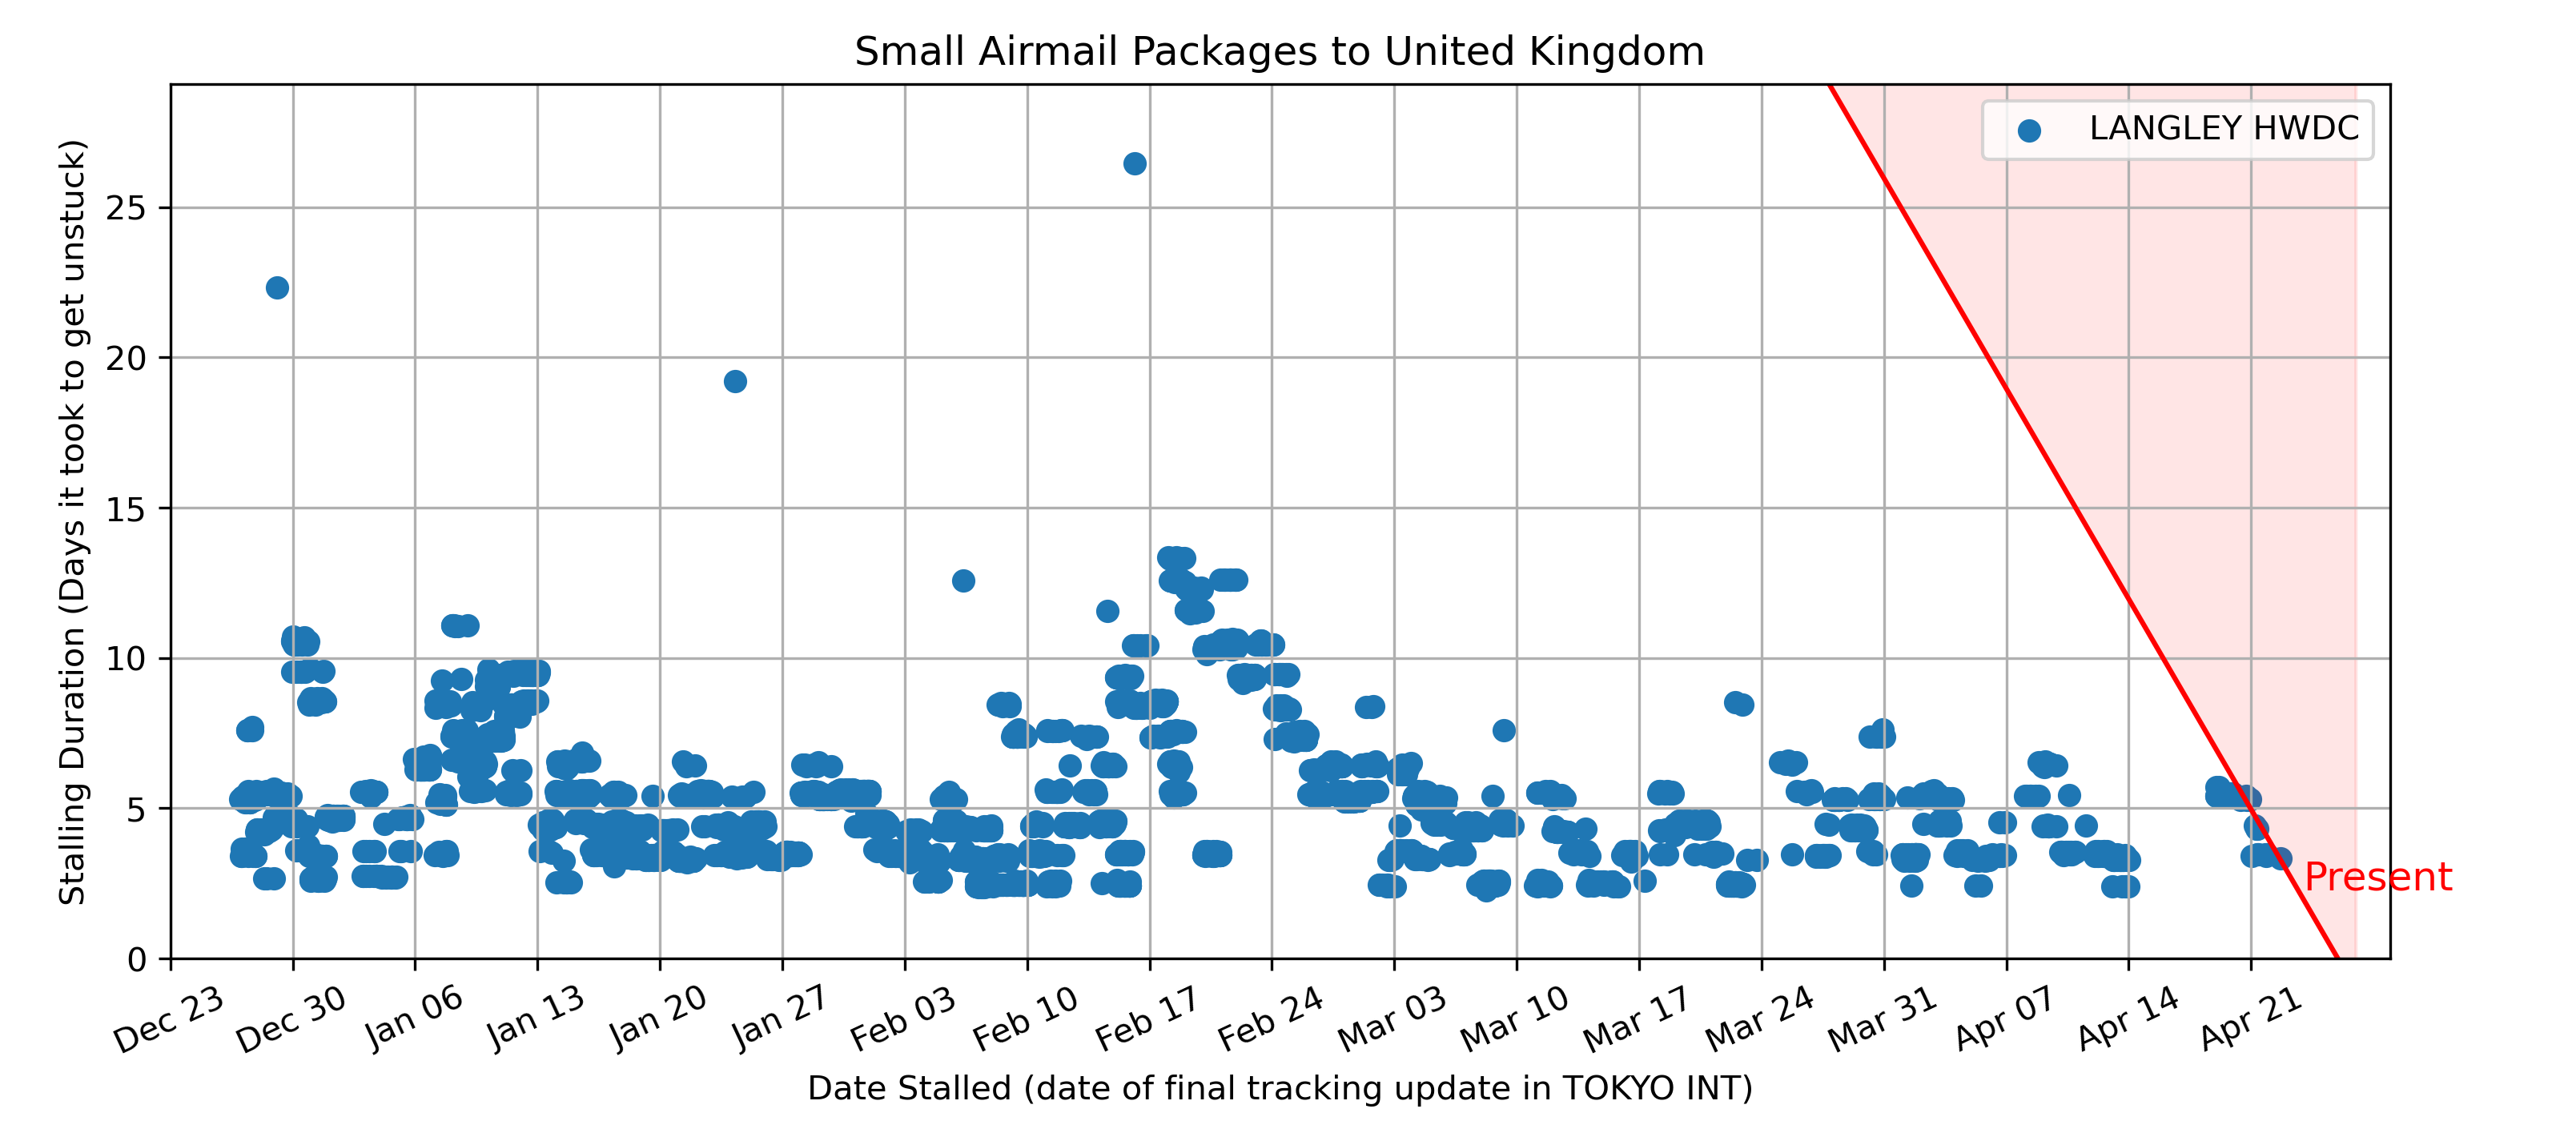 Small Airmail Packages to United Kingdom
LANGLEY HWDC
Stalling Duration (Days it took to get unstuck)
25
20
15
10
5
0
Present
Dec 23
Dec 30
Jan 06
Jan 13
Jan 20
Jan 27
Feb 03
Feb 10
Feb 17
Feb 24
Mar 03
Mar 10
Mar 17
Mar 24
Mar 31
Apr 07
Apr 14
Apr 21
Date Stalled (date of final tracking update in TOKYO INT)